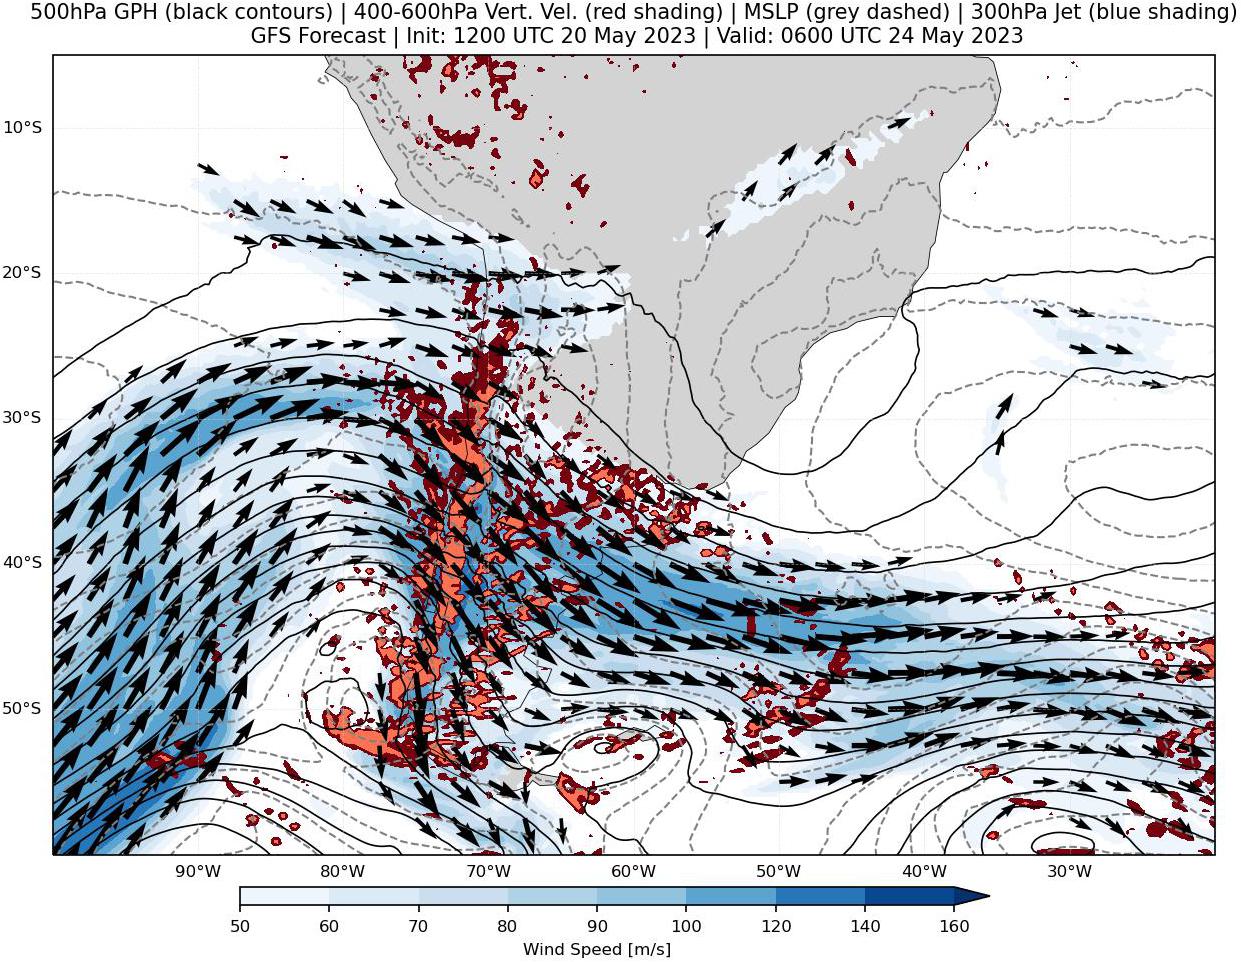 500hPa GPH (black contours) | 400-600hPa Vert. Vel. (red shading) | MSLP (grey dashed) | 300hPa Jet (blue shading)
GFS Forecast | Init: 1200 UTC 20 May 2023 | Valid: 0600 UTC 24 May 2023
10°S
20°S
30°S
40°S
50°S
90°W 80°W 70°W 60°W 50°W 40°W 30°W
50 60 70 80 90 100 120 140 160
Wind Speed [m/s]